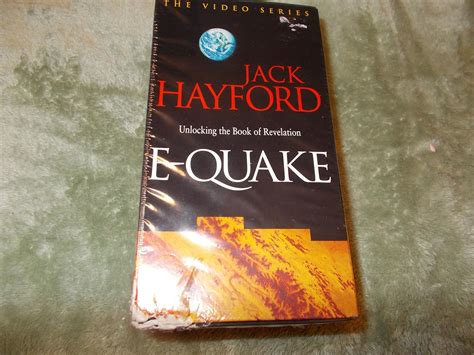 THE VIDEO SERIES
JACK
HAYFORD
Unlocking the Book of Revelation
E-QUAKE